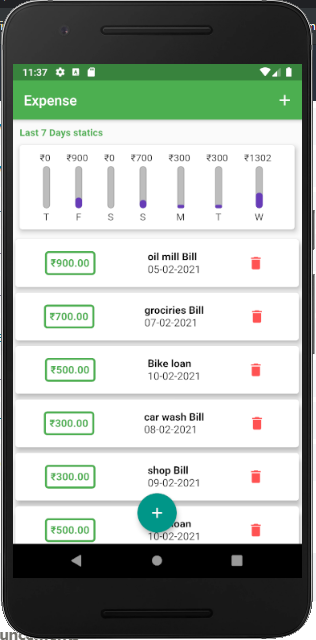 11:37
Expense
+
Last 7 Days statics
₹0 ₹900 ₹0 ₹700 ₹300 ₹300 ₹1302
T F S S M T W
₹900.00
oil mill Bill
05-02-2021
₹700.00
grociries Bill
07-02-2021
₹500.00
Bike loan
10-02-2021
₹300.00
car wash Bill
08-02-2021
₹300.00
shop Bill
09-02-2021
+
₹500.00
loan
10-02-2021